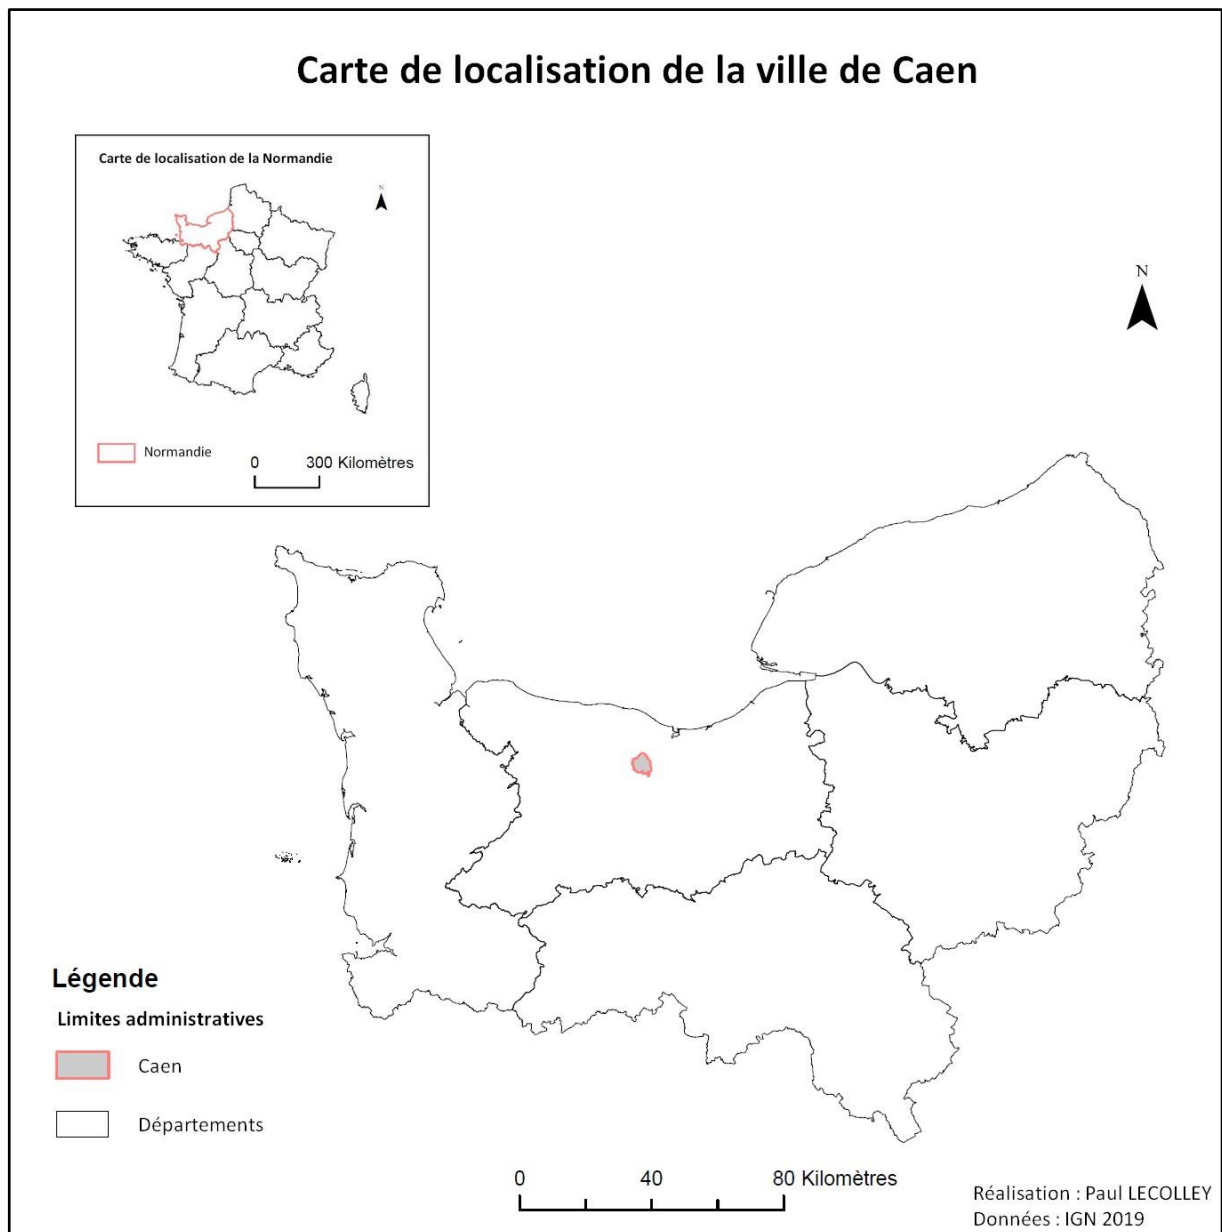 Carte de localisation de la ville de Caen
Carte de localisation de la Normandie
N
Normandie
0 300 Kilomètres
N
Légende
Limites administratives
Caen
Départements
0 40 80 Kilomètres
Réalisation : Paul LECOLLEY
Données : IGN 2019